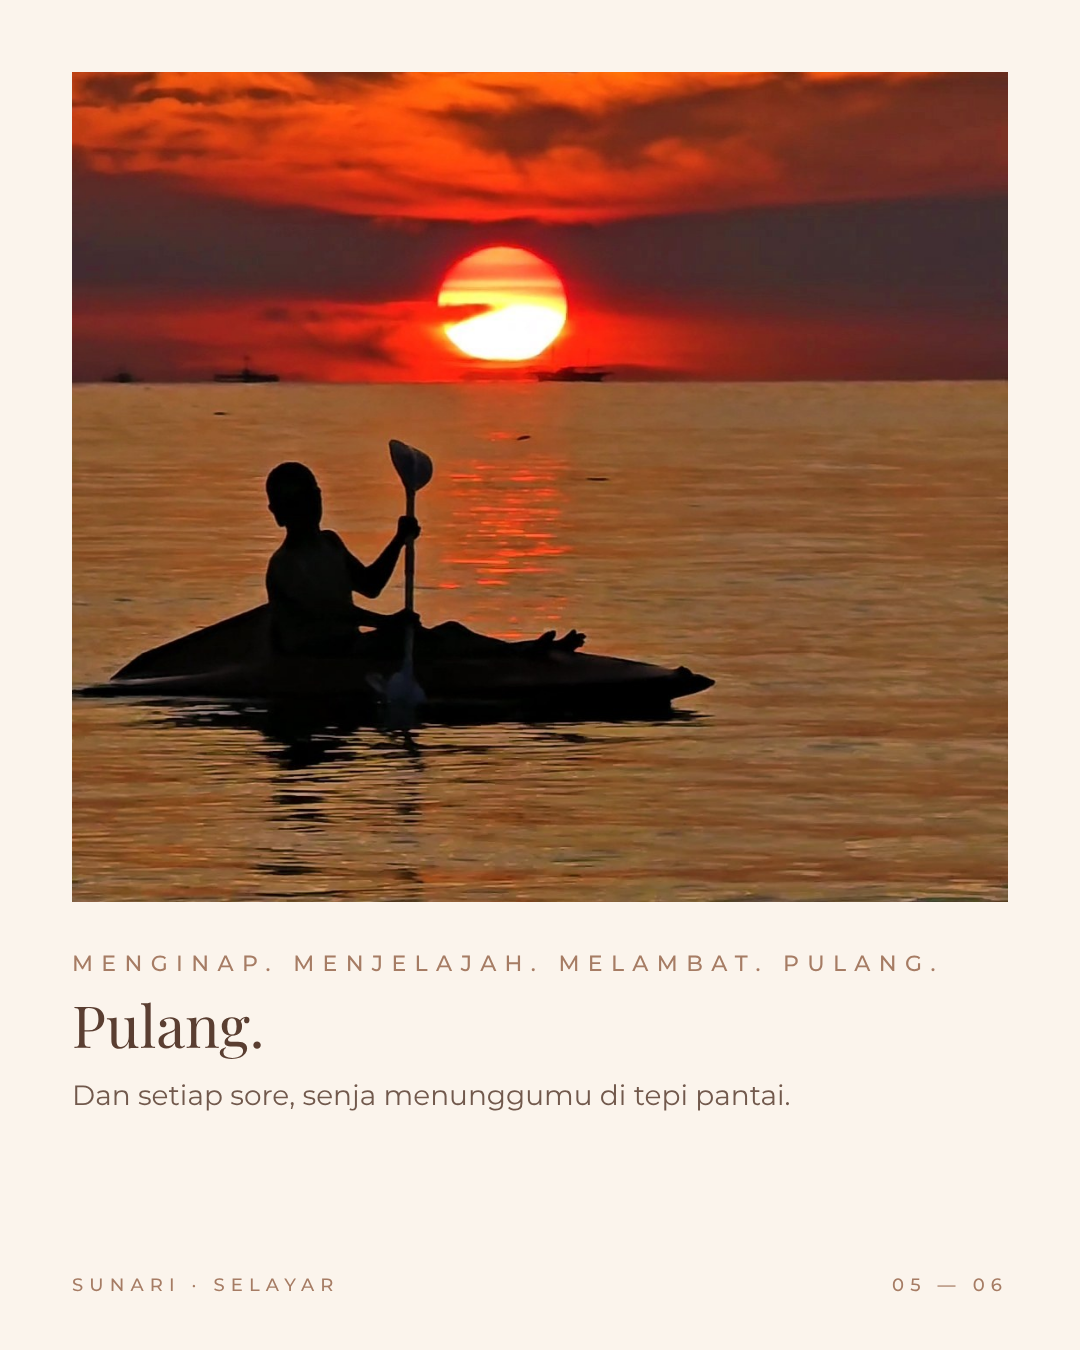 MENGINAP. MENJELAJAH. MELAMBAT. PULANG.
Pulang.
Dan setiap sore, senja menunggumu di tepi pantai.
SUNARI · SELAYAR
05 — 06